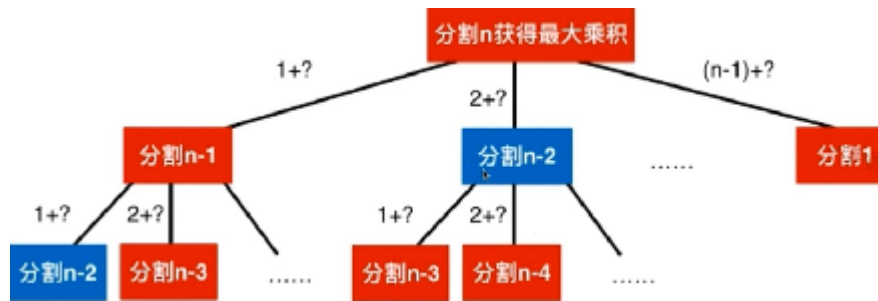 分割n获得最大乘积
1+?
2+?
(n-1)+?
分割n-1
分割n-2
......
分割1
1+?
2+?
1+?
2+?
分割n-2
分割n-3
......
分割n-3
分割n-4
......